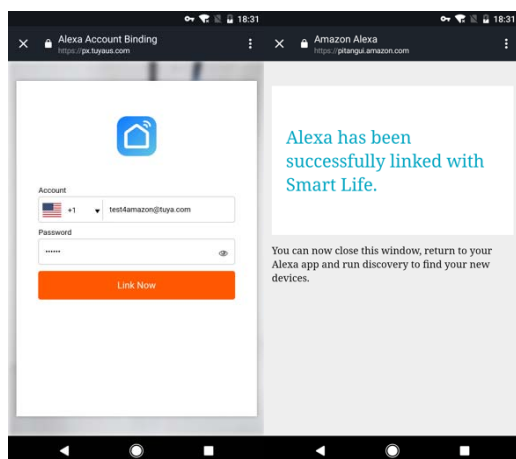 18:31
Alexa Account Binding
https://px.tuyaus.com
Account
+1
test4amazon@tuya.com
Password
Link Now
18:31
Amazon Alexa
https://pitangui.amazon.com
Alexa has been
successfully linked with
Smart Life.
You can now close this window, return to your
Alexa app and run discovery to find your new
devices.